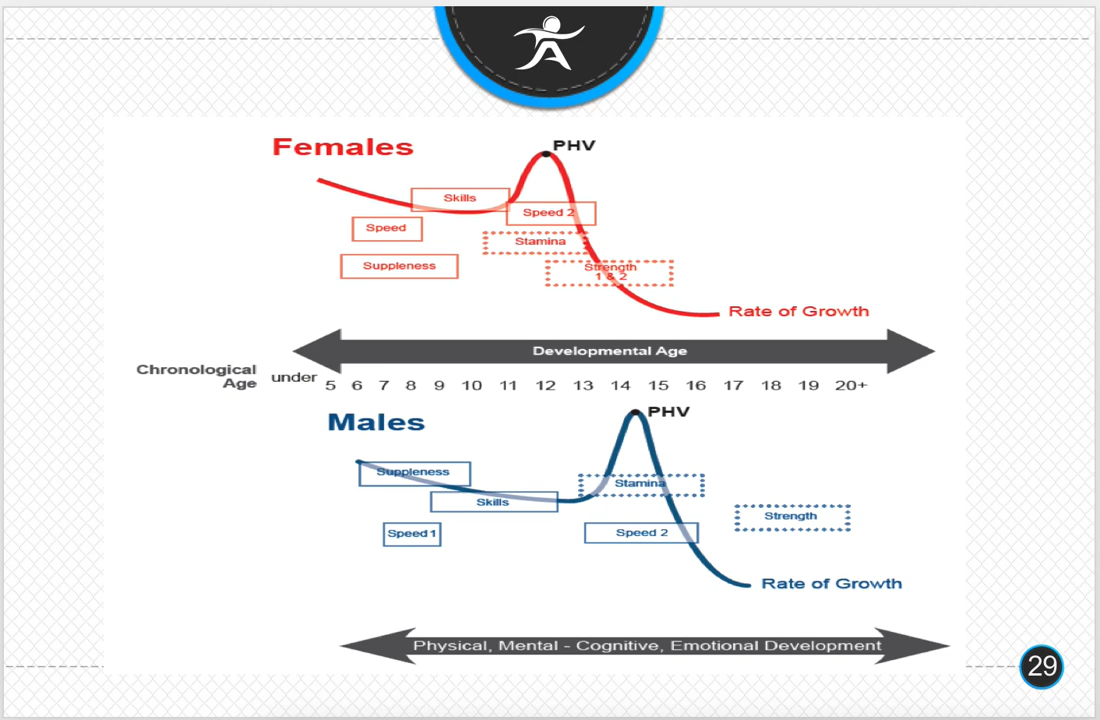 Females
PHV
Skills
Speed 2
Speed
Stamina
Suppleness
Strength
1 & 2
Rate of Growth
Developmental Age
Chronological
Age
under 5 6 7 8 9 10 11 12 13 14 15 16 17 18 19 20+
Males
PHV
Suppleness
Stamina
Skills
Strength
Speed 1
Speed 2
Rate of Growth
Physical, Mental - Cognitive, Emotional Development
29